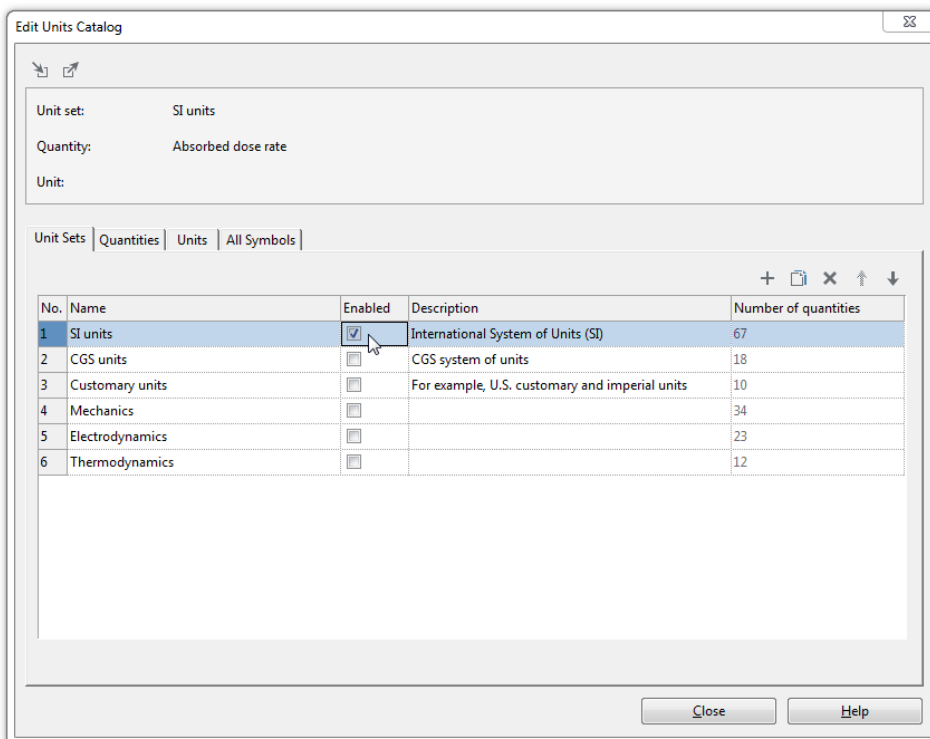 Edit Units Catalog
Unit set: SI units
Quantity: Absorbed dose rate
Unit:
Unit Sets Quantities Units All Symbols
No. Name Enabled Description Number of quantities
1 SI units International System of Units (SI) 67
2 CGS units CGS system of units 18
3 Customary units For example, U.S. customary and imperial units 10
4 Mechanics 34
5 Electrodynamics 23
6 Thermodynamics 12
Close Help